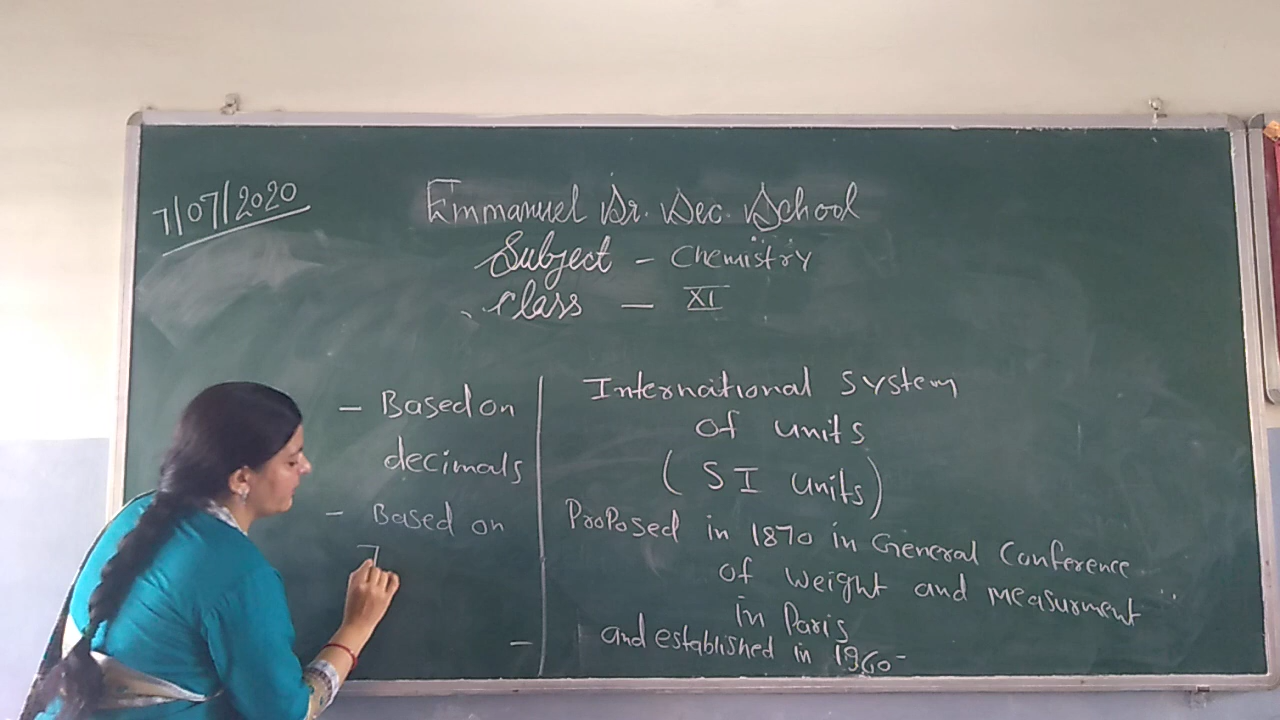 7/07/2020
Emmanuel Sr. Sec. School
Subject - Chemistry
Class - XI
- Based on
decimals
- Based on
7
International System
of units
(SI units)
Proposed in 1870 in General Conference
of weight and measurment
in Paris
and established in 1960